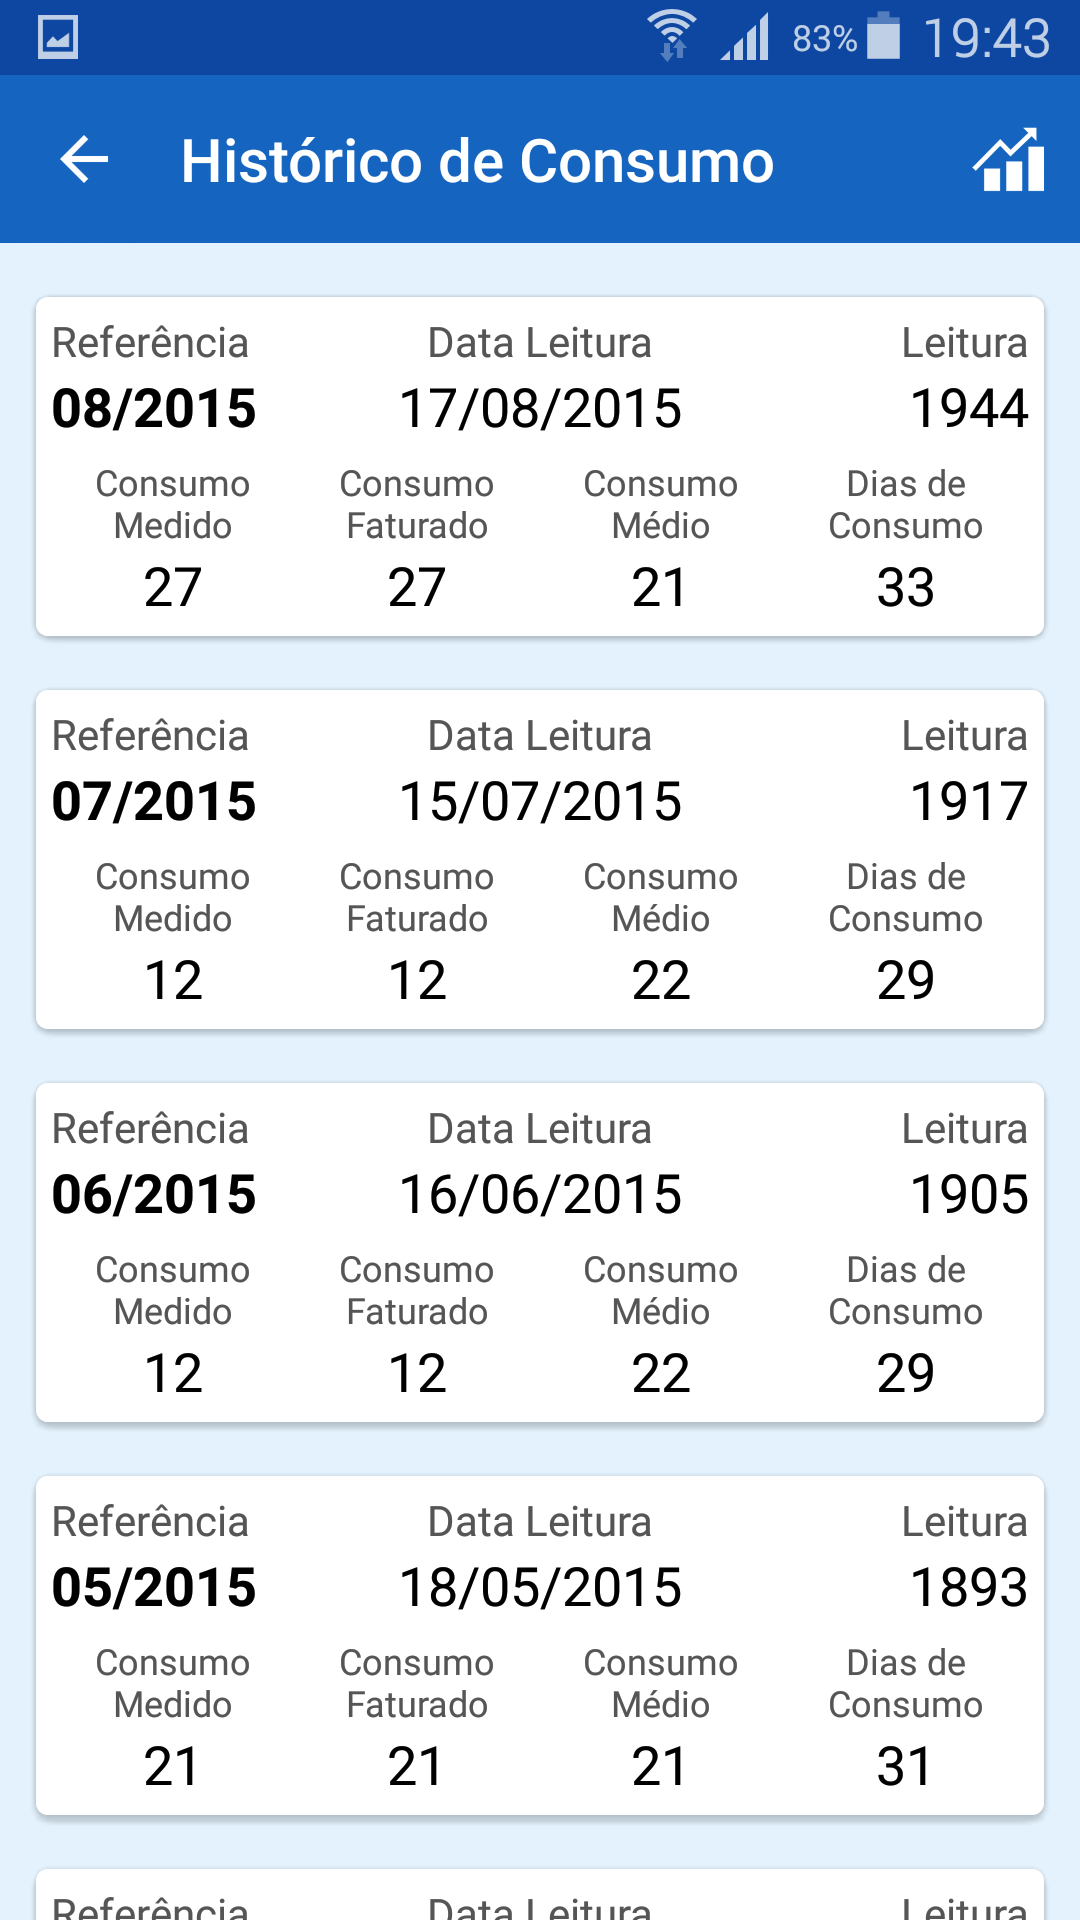 83% 19:43
Histórico de Consumo
Referência Data Leitura Leitura
08/2015 17/08/2015 1944
Consumo Consumo Consumo Dias de
Medido Faturado Médio Consumo
27 27 21 33
Referência Data Leitura Leitura
07/2015 15/07/2015 1917
Consumo Consumo Consumo Dias de
Medido Faturado Médio Consumo
12 12 22 29
Referência Data Leitura Leitura
06/2015 16/06/2015 1905
Consumo Consumo Consumo Dias de
Medido Faturado Médio Consumo
12 12 22 29
Referência Data Leitura Leitura
05/2015 18/05/2015 1893
Consumo Consumo Consumo Dias de
Medido Faturado Médio Consumo
21 21 21 31
Referência Data Leitura Leitura